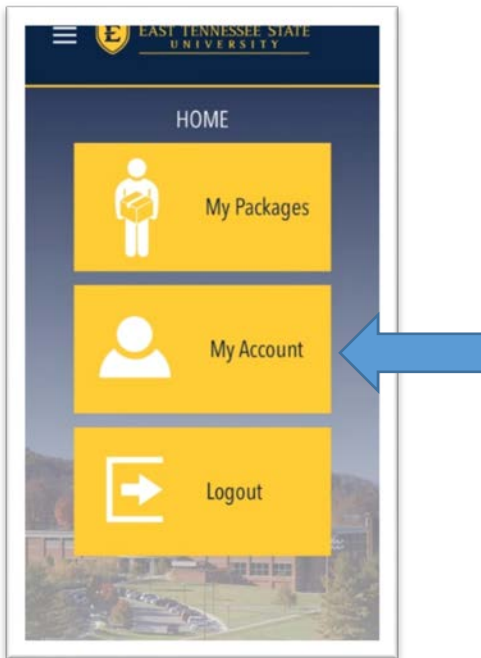 E
EAST TENNESSEE STATE
UNIVERSITY
HOME
My Packages
My Account
Logout